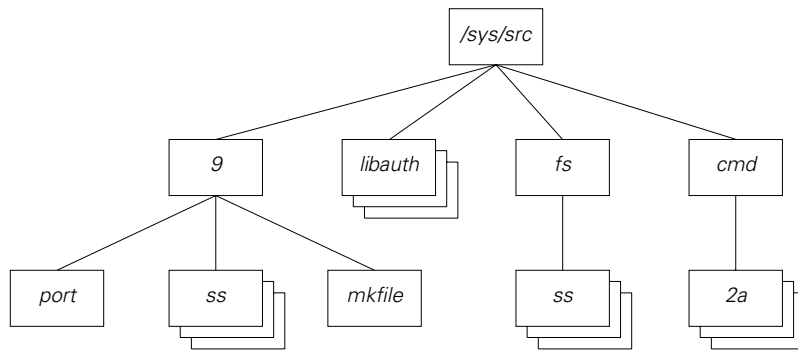 /sys/src
9
libauth
fs
cmd
port
ss
mkfile
ss
2a